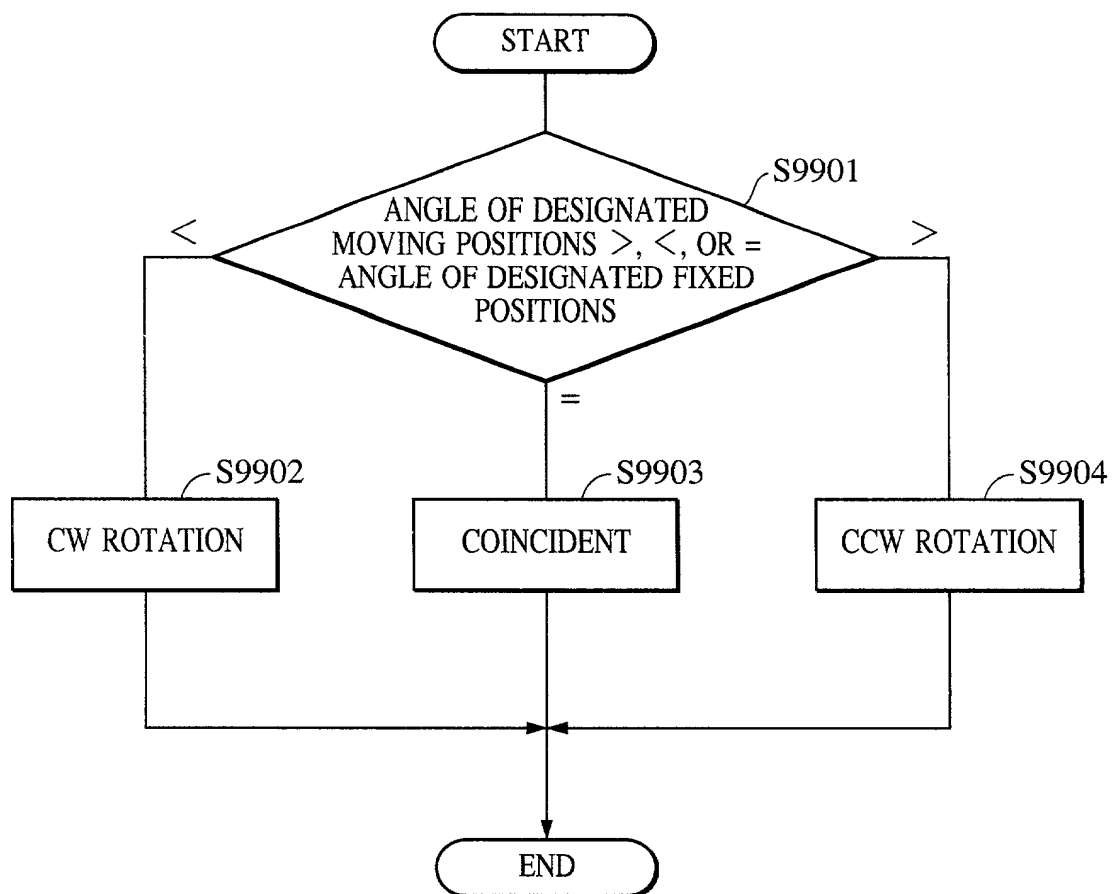 START
S9901
ANGLE OF DESIGNATED
MOVING POSITIONS >, <, OR =
ANGLE OF DESIGNATED FIXED
POSITIONS
<
>
=
S9902
S9903
S9904
CW ROTATION
COINCIDENT
CCW ROTATION
END